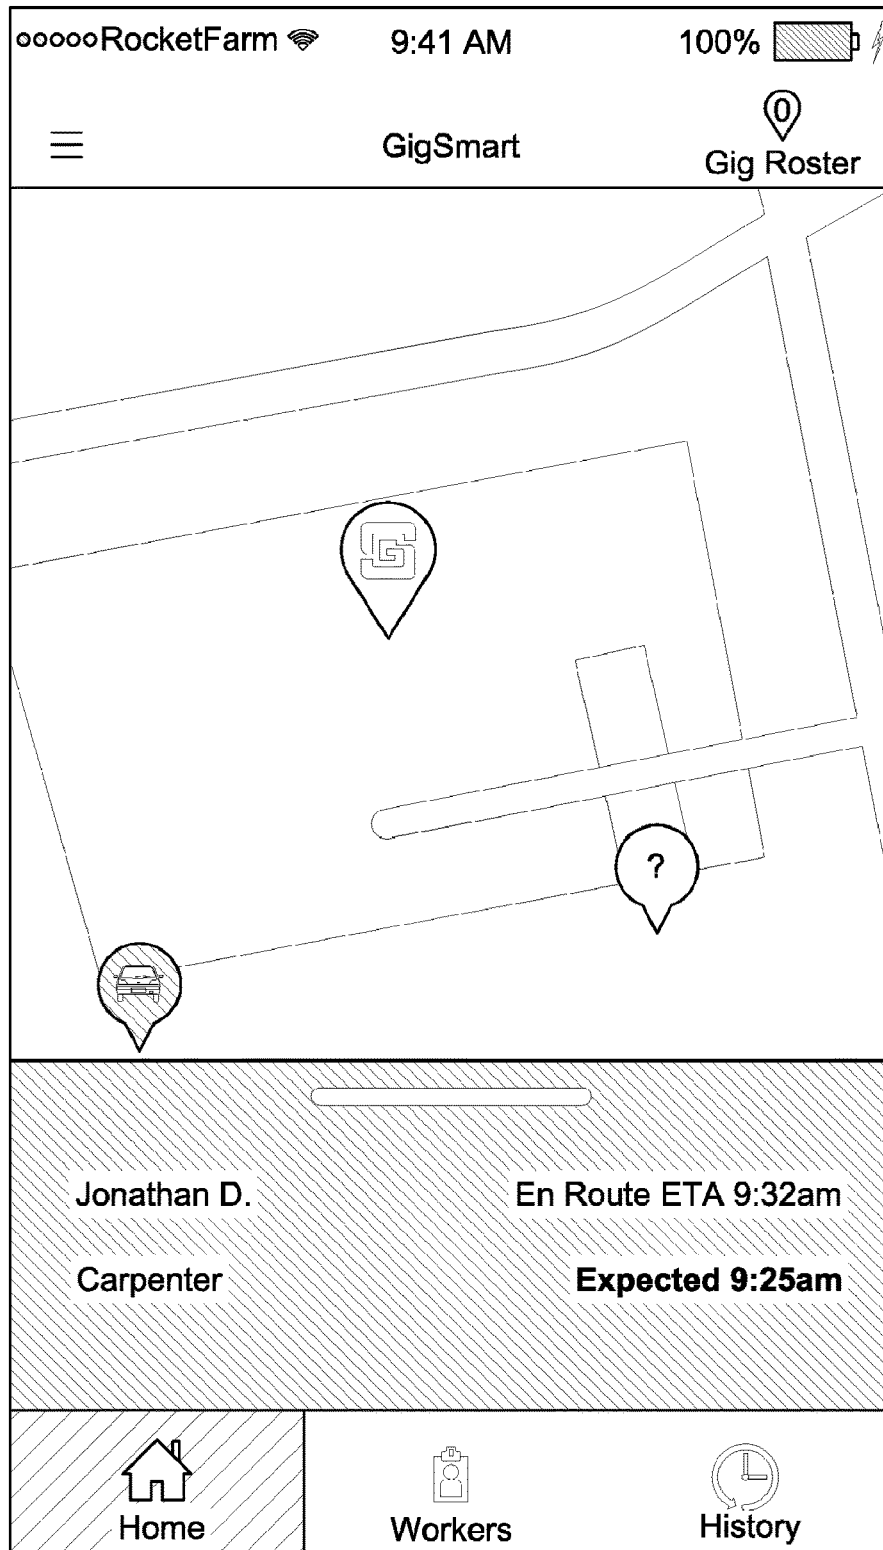 RocketFarm 9:41 AM 100%
0
GigSmart
Gig Roster
?
Jonathan D. En Route ETA 9:32am
Carpenter Expected 9:25am
Home Workers History